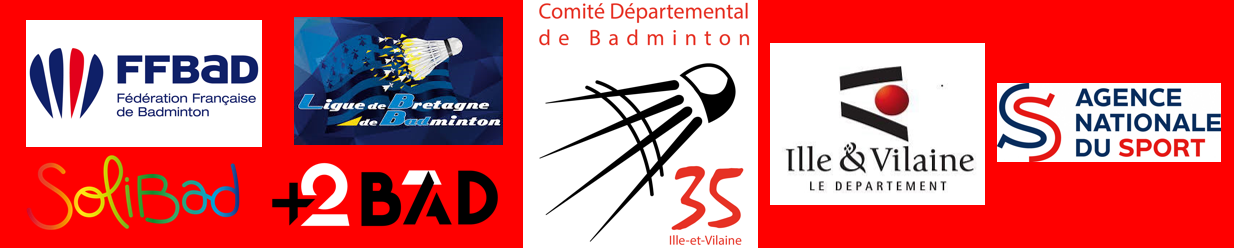 FFBaD
Fédération Française
de Badminton
Ligue de Bretagne
de Badminton
SoliBad
+2BAD
Comité Départemental
de Badminton
35
Ille-et-Vilaine
Ille & Vilaine
LE DEPARTEMENT
AGENCE
NATIONALE
DU SPORT